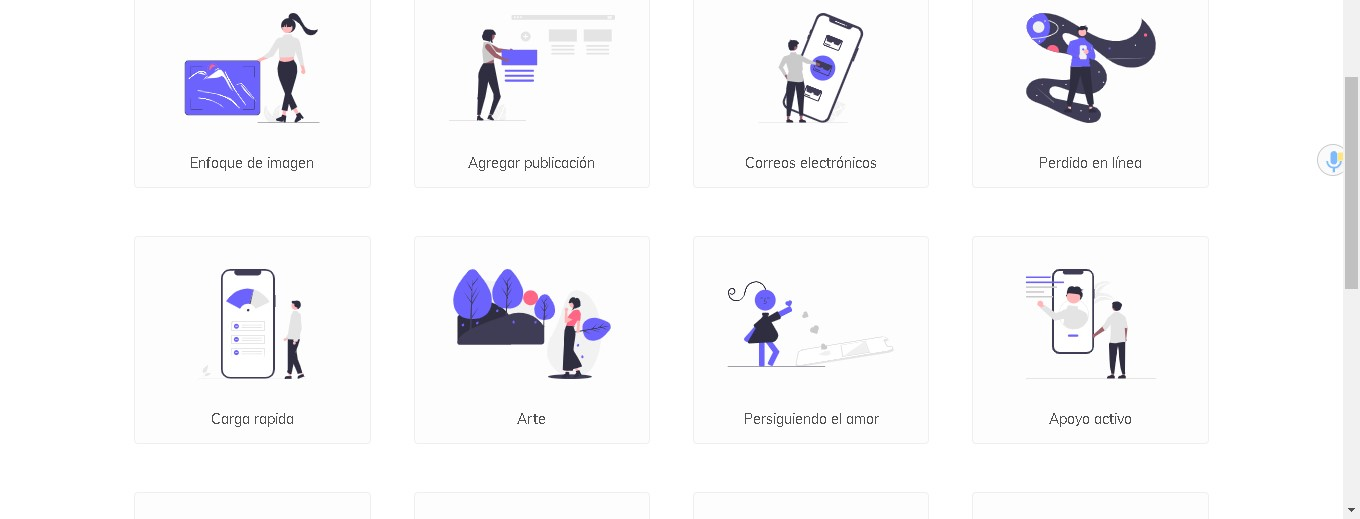 Enfoque de imagen
Agregar publicación
Correos electrónicos
Perdido en línea
Carga rapida
Arte
Persiguiendo el amor
Apoyo activo